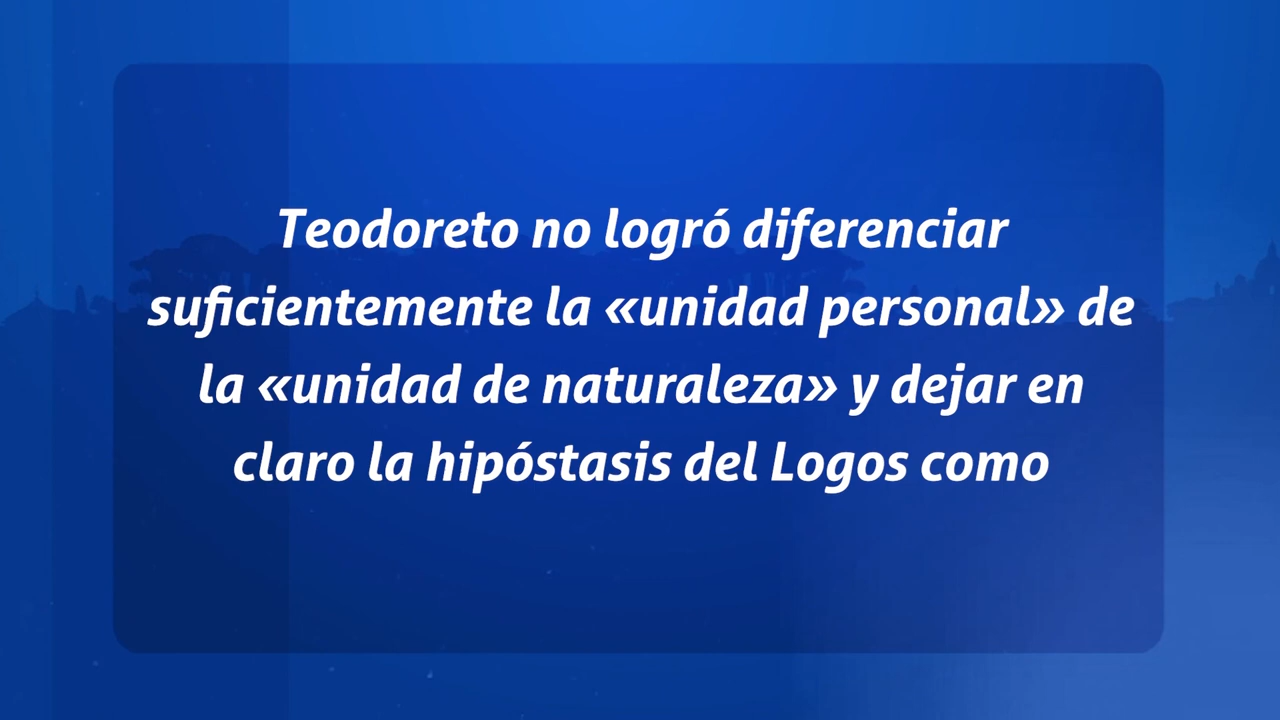 Teodoreto no logró diferenciar
suficientemente la «unidad personal» de
la «unidad de naturaleza» y dejar en
claro la hipóstasis del Logos como